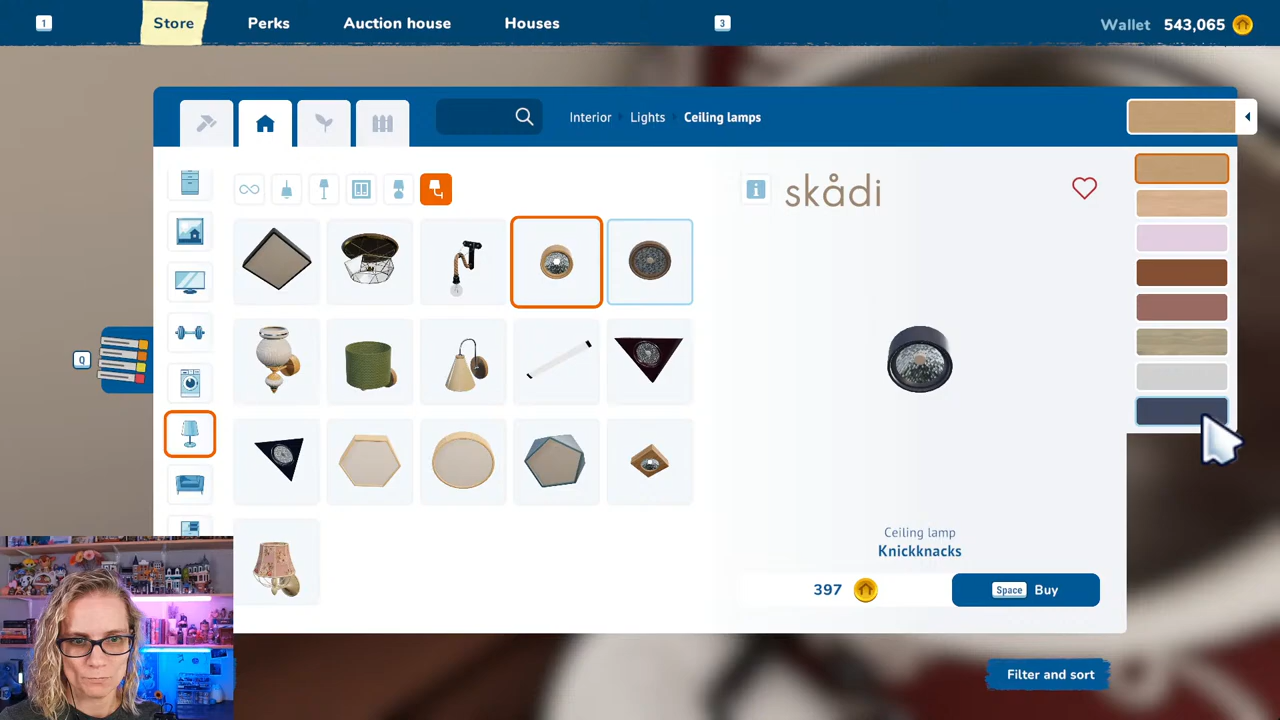 1
Store
Perks
Auction house
Houses
3
Wallet 543,065
Interior
Lights
Ceiling lamps
skådi
Q
Ceiling lamp
Knickknacks
397
Space Buy
Filter and sort